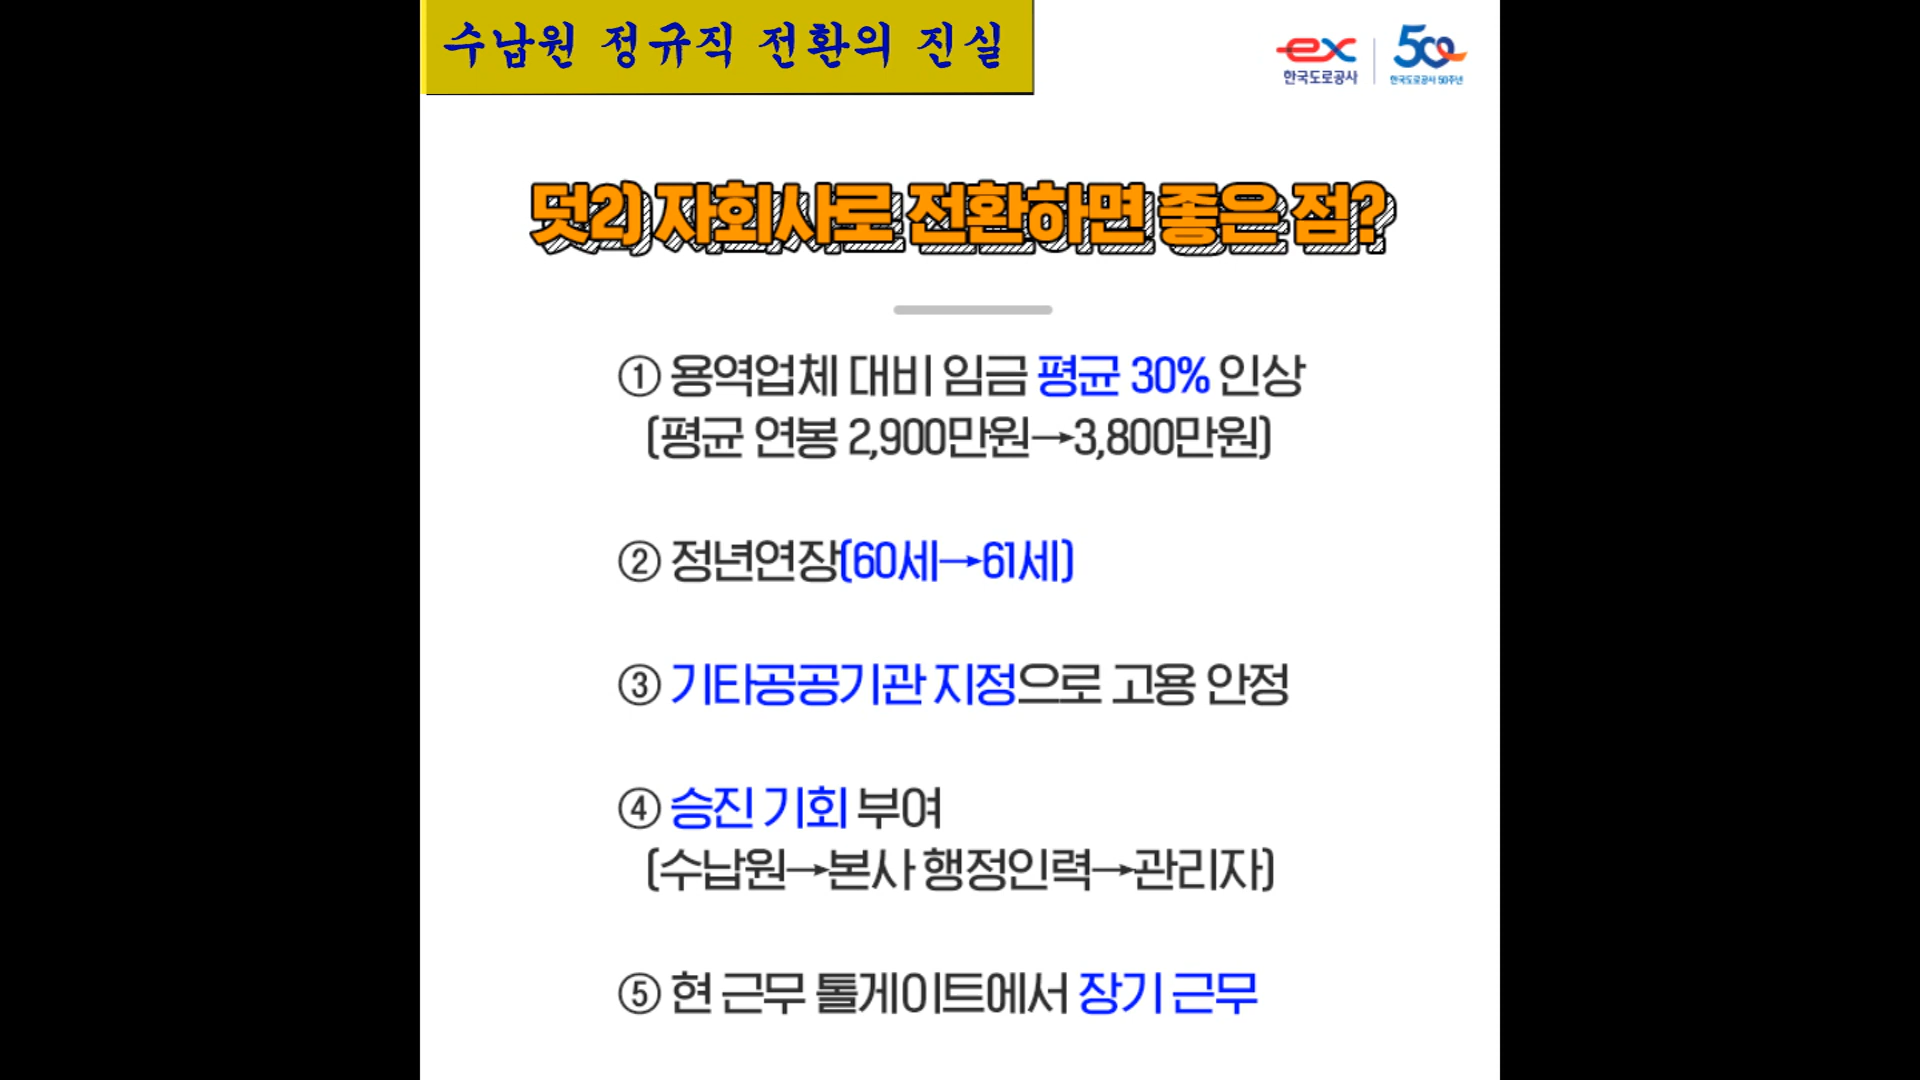 수납원 정규직 전환의 진실
ex 한국도로공사
50 한국도로공사 50주년
덧2) 자회사로 전환하면 좋은 점?
① 용역업체 대비 임금 평균 30% 인상
(평균 연봉 2,900만원→3,800만원)
② 정년연장(60세→61세)
③ 기타공공기관 지정으로 고용 안정
④ 승진 기회 부여
(수납원→본사 행정인력→관리자)
⑤ 현 근무 톨게이트에서 장기 근무